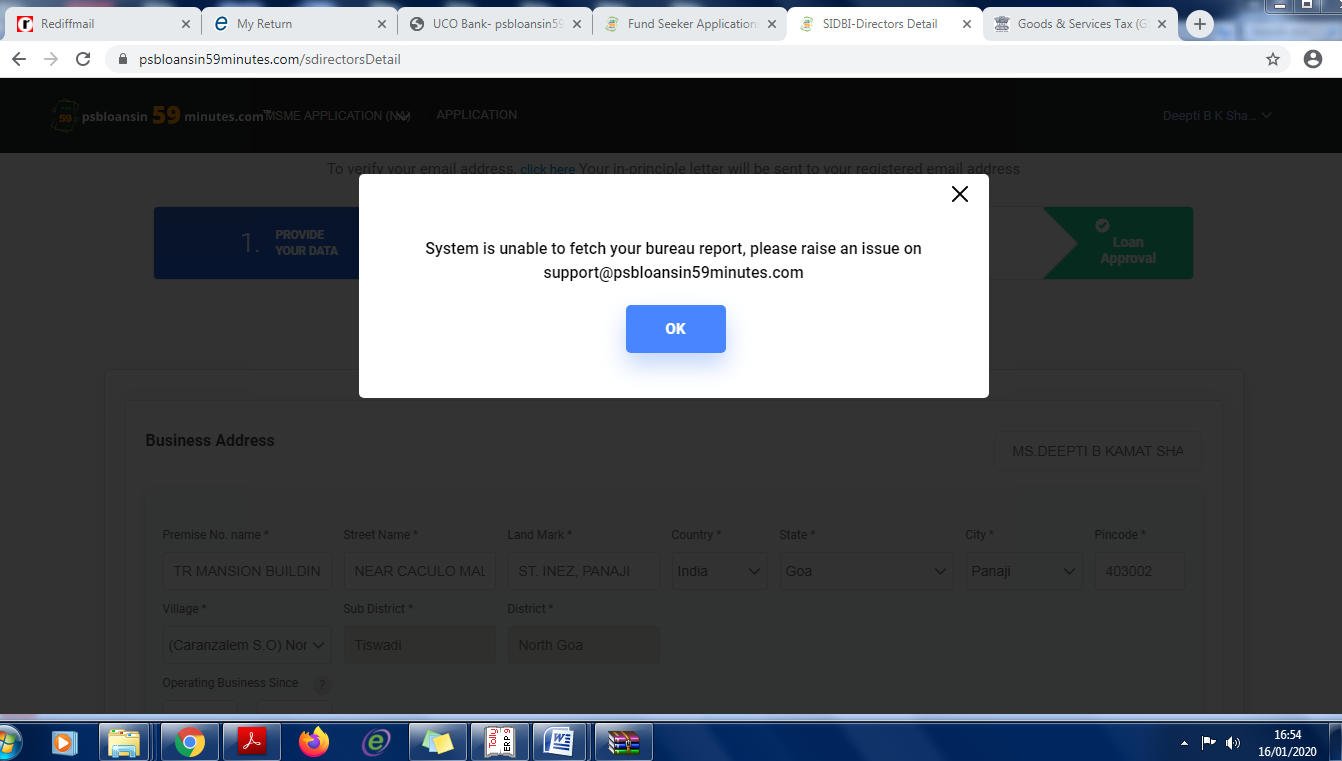 Rediffmail
My Return
UCO Bank- psbloansin59
Fund Seeker Application
SIDBI-Directors Detail
Goods & Services Tax (G
psbloansin59minutes.com/sdirectorsDetail
psbloansin 59 minutes.com
MSME APPLICATION
APPLICATION
Deepti B K Sha...
To verify your email address, click here Your in-principle letter will be sent to your registered email address
1. PROVIDE
YOUR DATA
Loan
Approval
System is unable to fetch your bureau report, please raise an issue on
support@psbloansin59minutes.com
OK
Business Address
MS.DEEPTI B KAMAT SHA
Premise No. name * Street Name * Land Mark * Country * State * City * Pincode *
TR MANSION BUILDIN NEAR CACULO MAL ST. INEZ, PANAJI India Goa Panaji 403002
Village * Sub District * District *
(Caranzalem S.O) Nor Tiswadi North Goa
Operating Business Since ?
Tally
ERP 9
16:54
16/01/2020